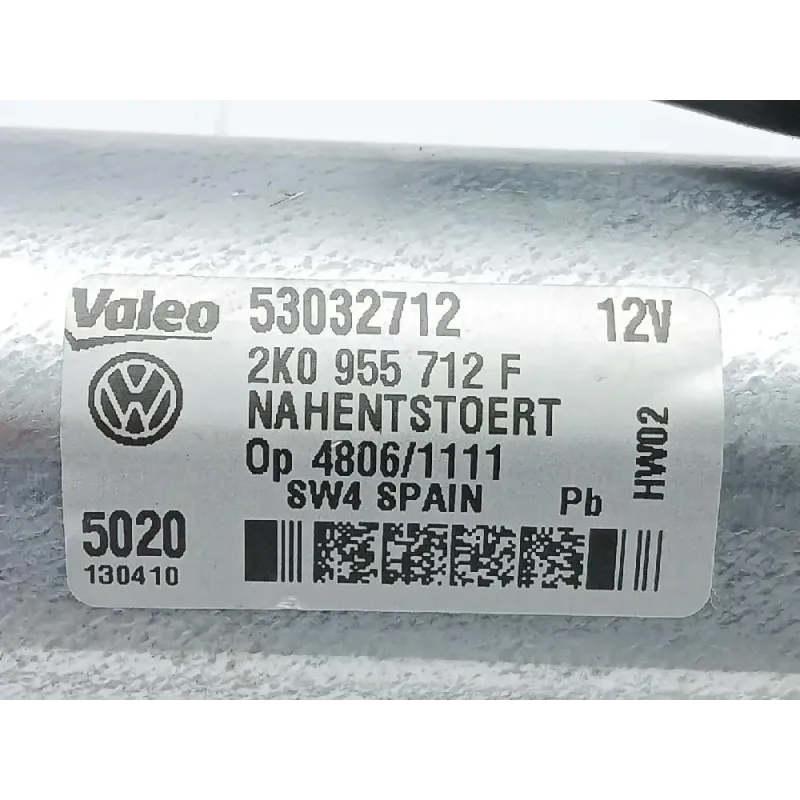 Valeo 53032712 12V
2K0 955 712 F
NAHENTSTOERT
Op 4806/1111
SW4 SPAIN Pb
HW02
5020
130410